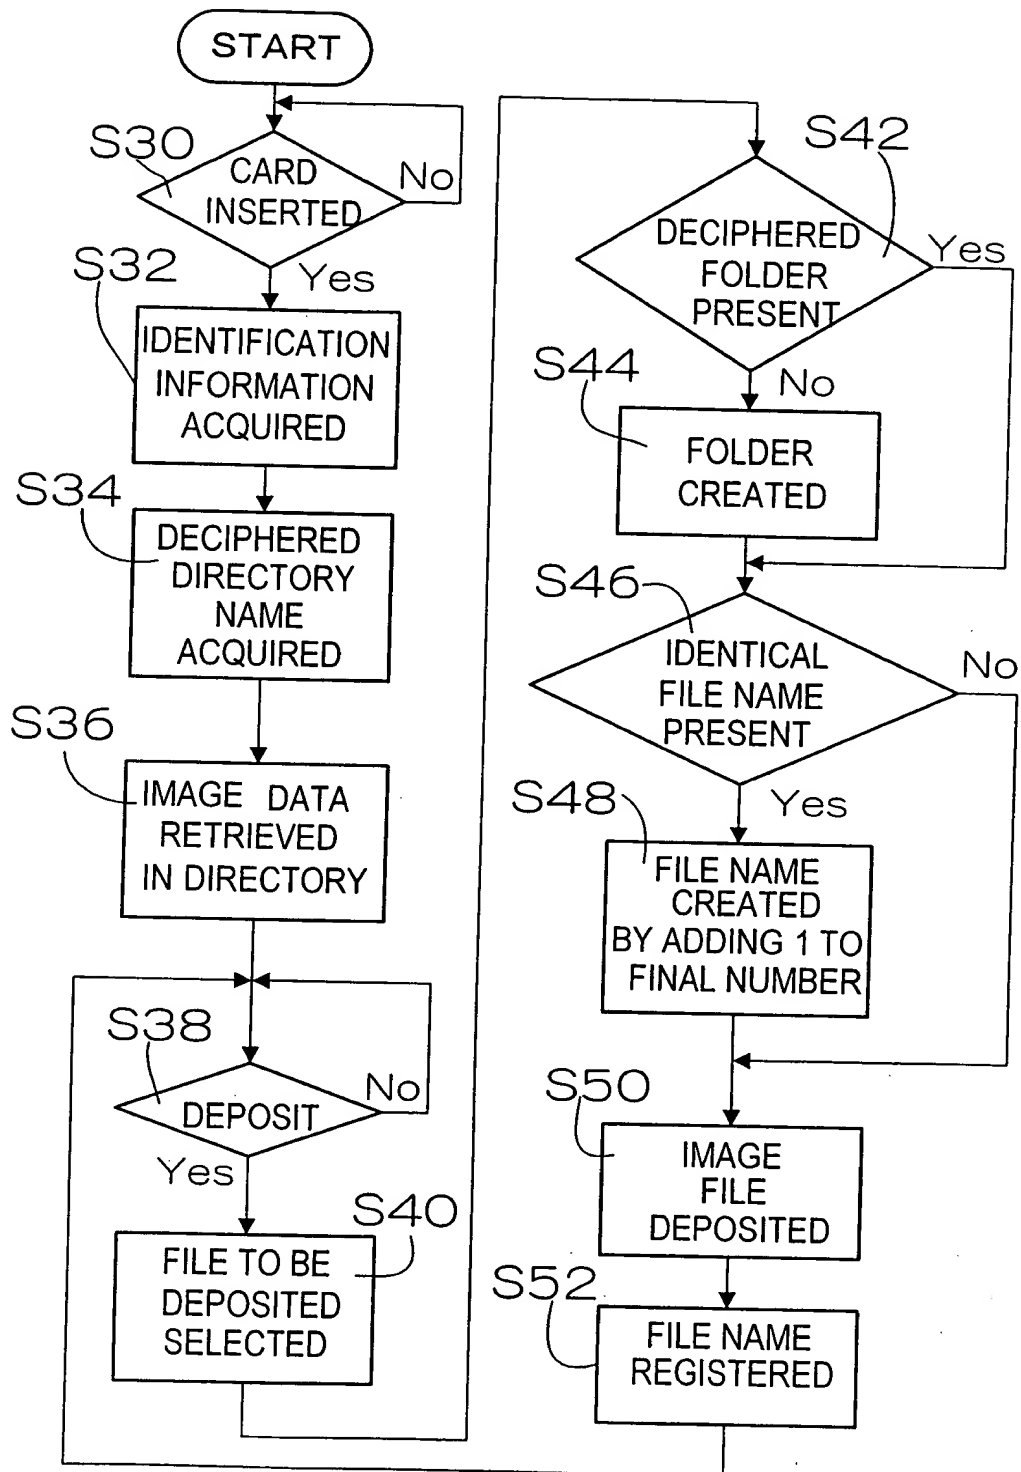 START
S30
CARD
INSERTED
No
Yes
S32
IDENTIFICATION
INFORMATION
ACQUIRED
S34
DECIPHERED
DIRECTORY
NAME
ACQUIRED
S36
IMAGE DATA
RETRIEVED
IN DIRECTORY
S38
DEPOSIT
No
Yes
S40
FILE TO BE
DEPOSITED
SELECTED
S42
DECIPHERED
FOLDER
PRESENT
Yes
No
S44
FOLDER
CREATED
S46
IDENTICAL
FILE NAME
PRESENT
No
Yes
S48
FILE NAME
CREATED
BY ADDING 1 TO
FINAL NUMBER
S50
IMAGE
FILE
DEPOSITED
S52
FILE NAME
REGISTERED